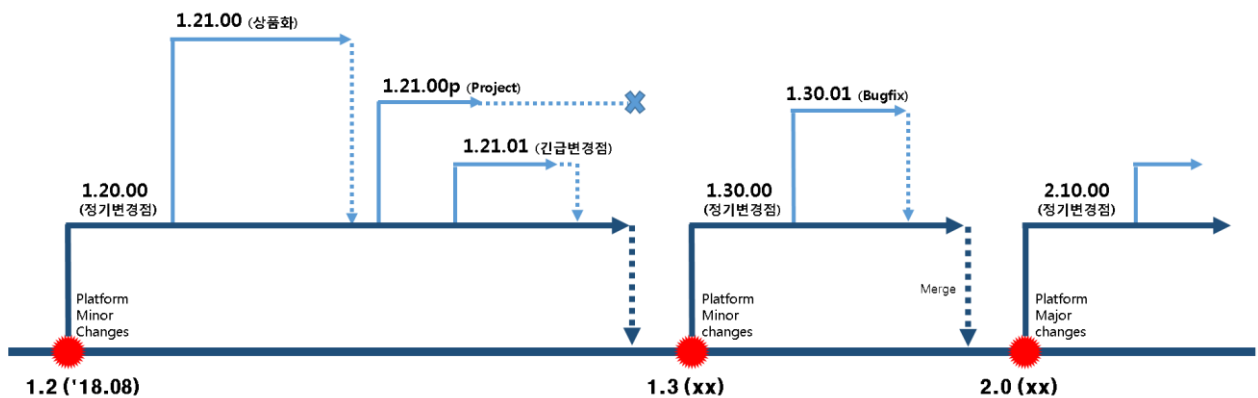 1.21.00 (상품화)
1.21.00p (Project)
1.21.01 (긴급변경점)
1.30.01 (Bugfix)
1.20.00
(정기변경점)
1.30.00
(정기변경점)
2.10.00
(정기변경점)
Platform
Minor
Changes
Platform
Minor
changes
Merge
Platform
Major
changes
1.2 ('18.08)
1.3 (xx)
2.0 (xx)